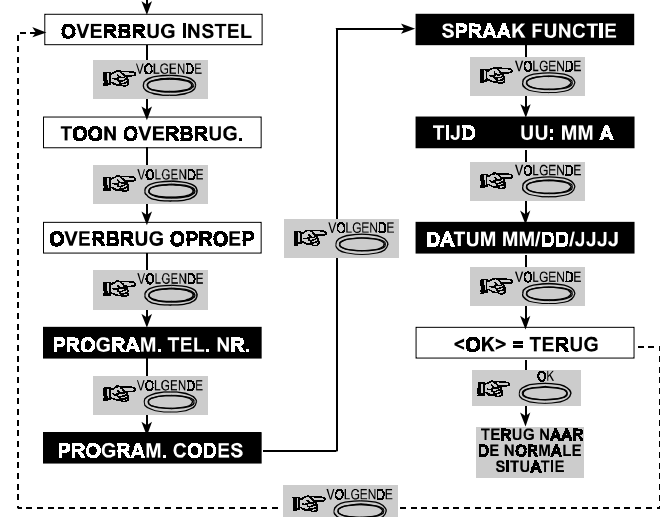 OVERBRUG INSTEL
VOLGENDE
TOON OVERBRUG.
VOLGENDE
OVERBRUG OPROEP
VOLGENDE
PROGRAM. TEL. NR.
VOLGENDE
PROGRAM. CODES
VOLGENDE
SPRAAK FUNCTIE
VOLGENDE
TIJD UU: MM A
VOLGENDE
DATUM MM/DD/JJJJ
VOLGENDE
<OK> = TERUG
OK
TERUG NAAR
DE NORMALE
SITUATIE
VOLGENDE